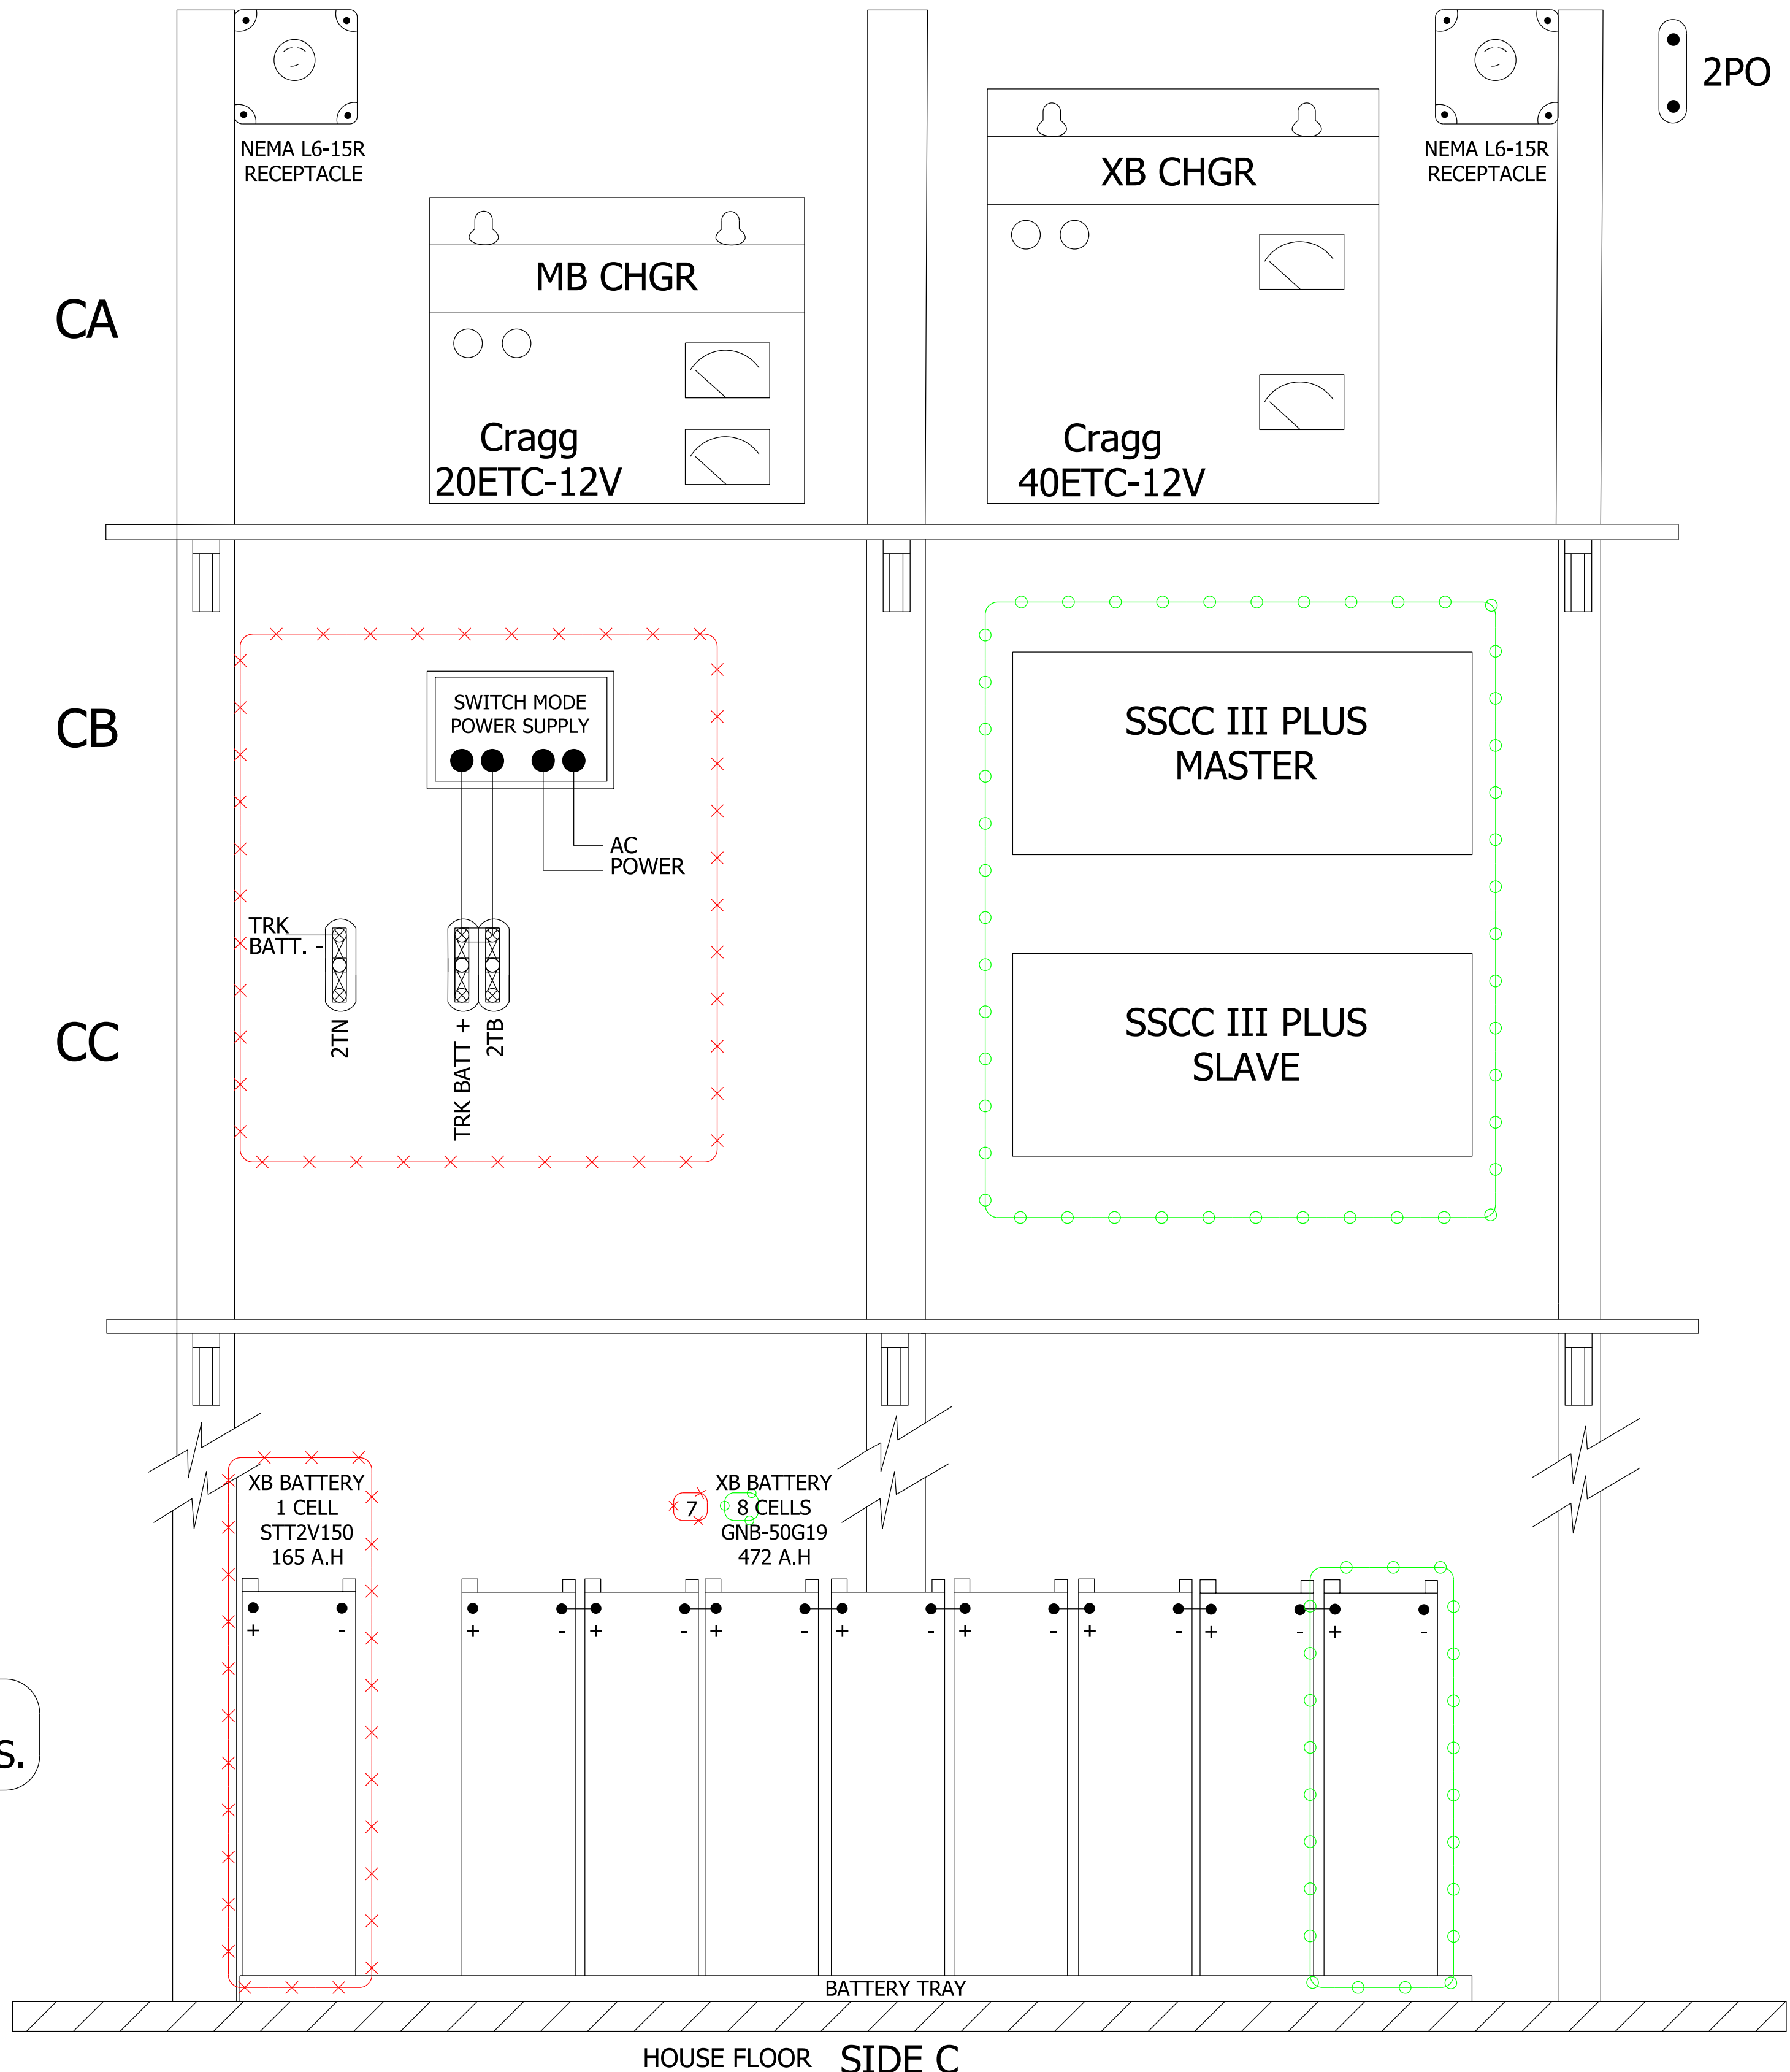 2PO
NEMA L6-15R
RECEPTACLE
NEMA L6-15R
RECEPTACLE
XB CHGR
MB CHGR
CA
Cragg
20ETC-12V
Cragg
40ETC-12V
CB
SWITCH MODE
POWER SUPPLY
SSCC III PLUS
MASTER
AC
POWER
TRK
BATT. -
CC
2TN
TRK BATT +
2TB
SSCC III PLUS
SLAVE
XB BATTERY
1 CELL
STT2V150
165 A.H
7
XB BATTERY
8 CELLS
GNB-50G19
472 A.H
+ - + - + - + - + - + - + - + - + -
S.
BATTERY TRAY
HOUSE FLOOR SIDE C